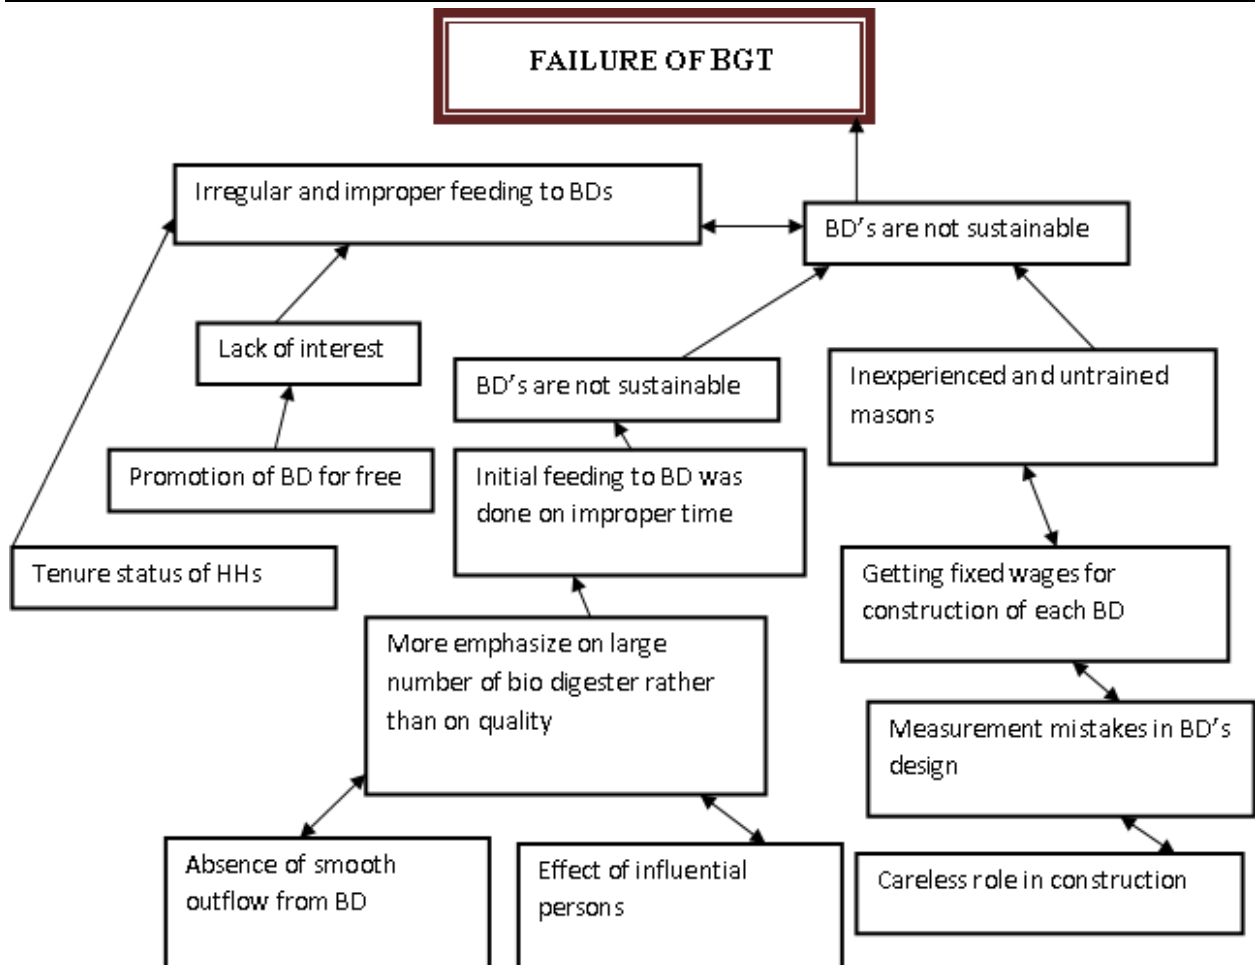 FAILURE OF BGT
Irregular and improper feeding to BDs
BD's are not sustainable
Lack of interest
BD's are not sustainable
Inexperienced and untrained
masons
Promotion of BD for free
Initial feeding to BD was
done on improper time
Tenure status of HHs
Getting fixed wages for
construction of each BD
More emphasize on large
number of bio digester rather
than on quality
Measurement mistakes in BD's
design
Absence of smooth
outflow from BD
Effect of influential
persons
Careless role in construction